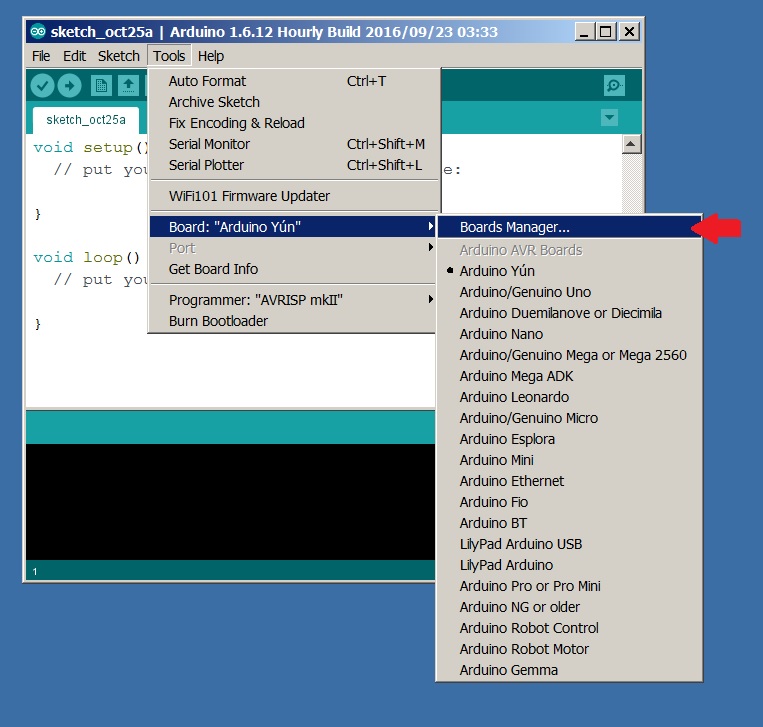 sketch_oct25a | Arduino 1.6.12 Hourly Build 2016/09/23 03:33
File Edit Sketch Tools Help
sketch_oct25a
void setup()
// put you
e:
}
void loop()
// put you
}
1
Auto Format Ctrl+T
Archive Sketch
Fix Encoding & Reload
Serial Monitor Ctrl+Shift+M
Serial Plotter Ctrl+Shift+L
WiFi101 Firmware Updater
Board: "Arduino Yún"
Port
Get Board Info
Programmer: "AVRISP mkII"
Burn Bootloader
Boards Manager...
Arduino AVR Boards
Arduino Yún
Arduino/Genuino Uno
Arduino Duemilanove or Diecimila
Arduino Nano
Arduino/Genuino Mega or Mega 2560
Arduino Mega ADK
Arduino Leonardo
Arduino/Genuino Micro
Arduino Esplora
Arduino Mini
Arduino Ethernet
Arduino Fio
Arduino BT
LilyPad Arduino USB
LilyPad Arduino
Arduino Pro or Pro Mini
Arduino NG or older
Arduino Robot Control
Arduino Robot Motor
Arduino Gemma